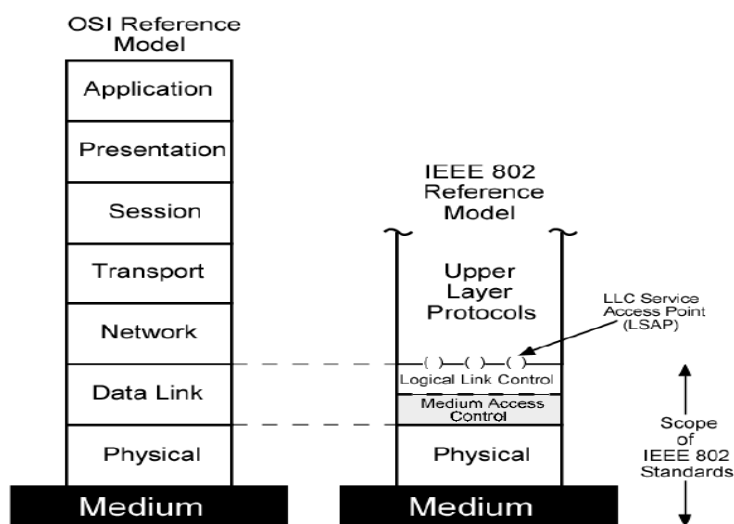 OSI Reference
Model
Application
Presentation
Session
Transport
Network
Data Link
Physical
Medium
IEEE 802
Reference
Model
Upper
Layer
Protocols
LLC Service
Access Point
(LSAP)
Logical Link Control
Medium Access
Control
Physical
Medium
Scope
of
IEEE 802
Standards